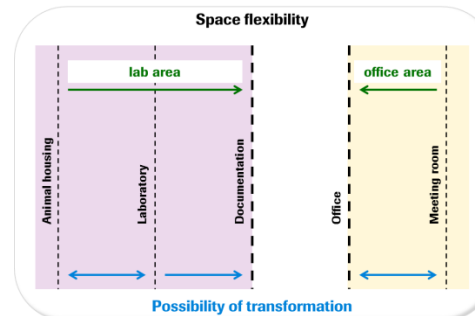 Space flexibility
lab area
office area
Animal housing
Laboratory
Documentation
Office
Meeting room
Possibility of transformation